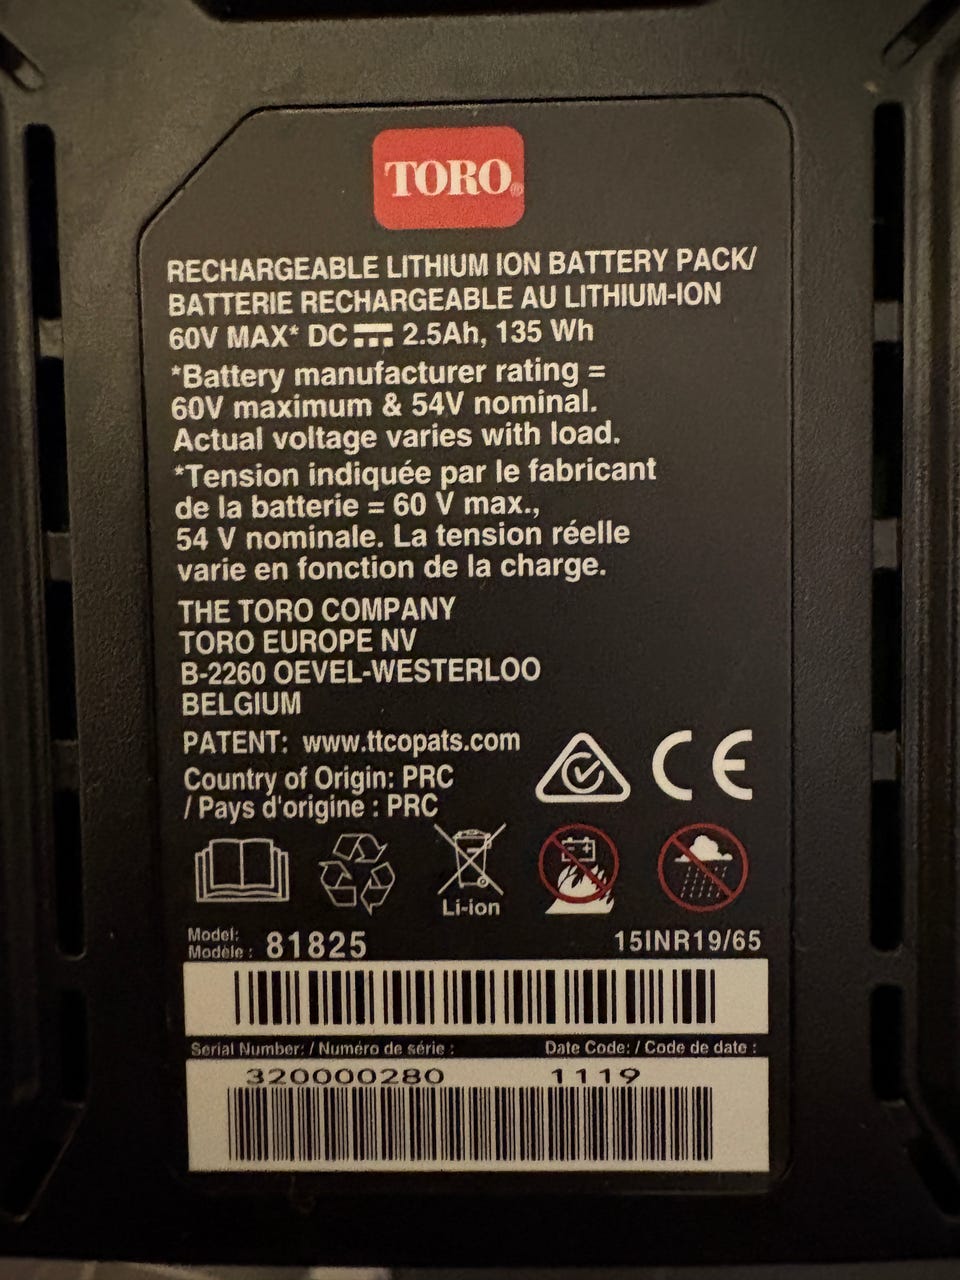 TORO®
RECHARGEABLE LITHIUM ION BATTERY PACK/
BATTERIE RECHARGEABLE AU LITHIUM-ION
60V MAX* DC 2.5Ah, 135 Wh
*Battery manufacturer rating =
60V maximum & 54V nominal.
Actual voltage varies with load.
*Tension indiquée par le fabricant
de la batterie = 60 V max.,
54 V nominale. La tension réelle
varie en fonction de la charge.
THE TORO COMPANY
TORO EUROPE NV
B-2260 OEVEL-WESTERLOO
BELGIUM
PATENT: www.ttcopats.com
CE
Country of Origin: PRC
/ Pays d'origine : PRC
Li-ion
Model:
Modèle : 81825 15INR19/65
Serial Number: / Numéro de série : Date Code: / Code de date :
320000280 1119